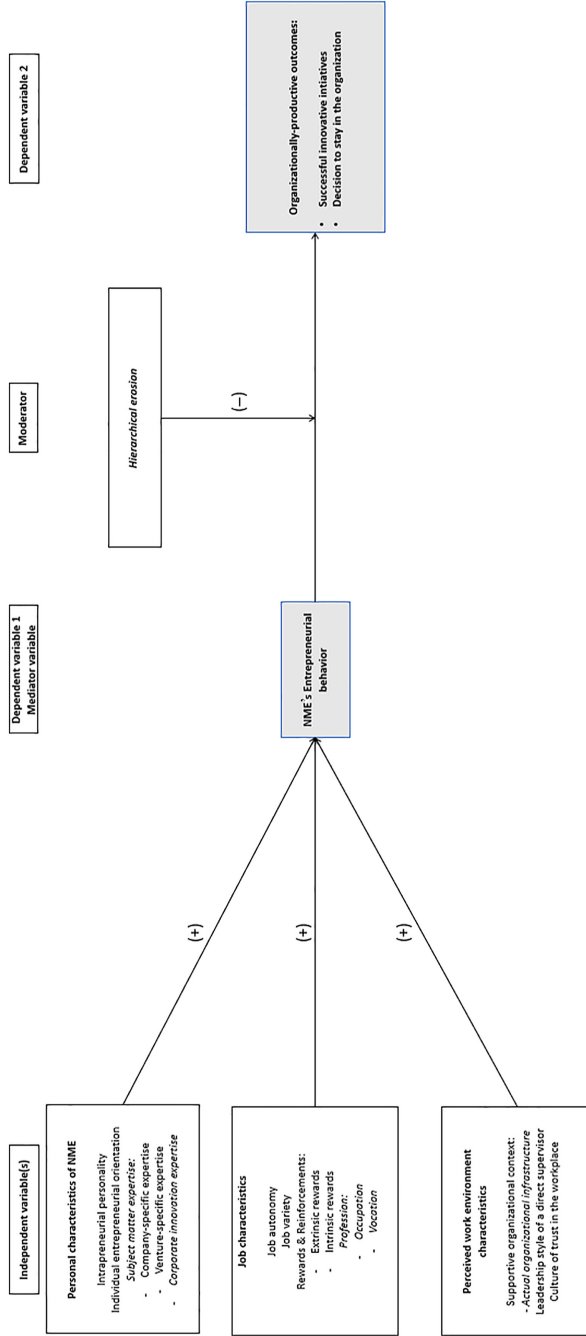 Independent variable(s)
Dependent variable 1
Mediator variable
Moderator
Dependent variable 2
Personal characteristics of NME
Intrapreneurial personality
Individual entrepreneurial orientation
Subject matter expertise:
- Company-specific expertise
- Venture-specific expertise
- Corporate innovation expertise
Job characteristics
Job autonomy
Job variety
Rewards & Reinforcements:
- Extrinsic rewards
- Intrinsic rewards
Profession:
- Occupation
- Vocation
Perceived work environment
characteristics
Supportive organizational context:
- Actual organizational infrastructure
Leadership style of a direct supervisor
Culture of trust in the workplace
(+)
(+)
(+)
NME`s Entrepreneurial
behavior
Hierarchical erosion
(−)
Organizationally-productive outcomes:
• Successful innovative intiatives
• Decision to stay in the organization